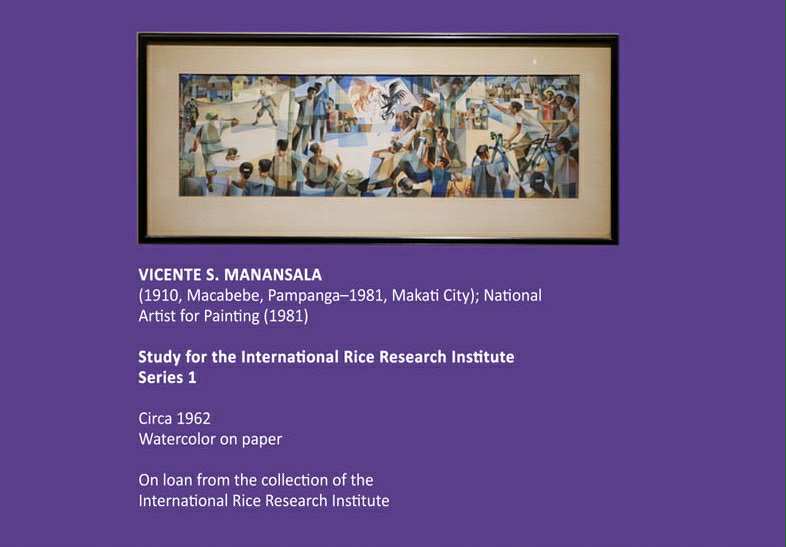 VICENTE S. MANANSALA
(1910, Macabebe, Pampanga–1981, Makati City); National
Artist for Painting (1981)
Study for the International Rice Research Institute
Series 1
Circa 1962
Watercolor on paper
On loan from the collection of the
International Rice Research Institute